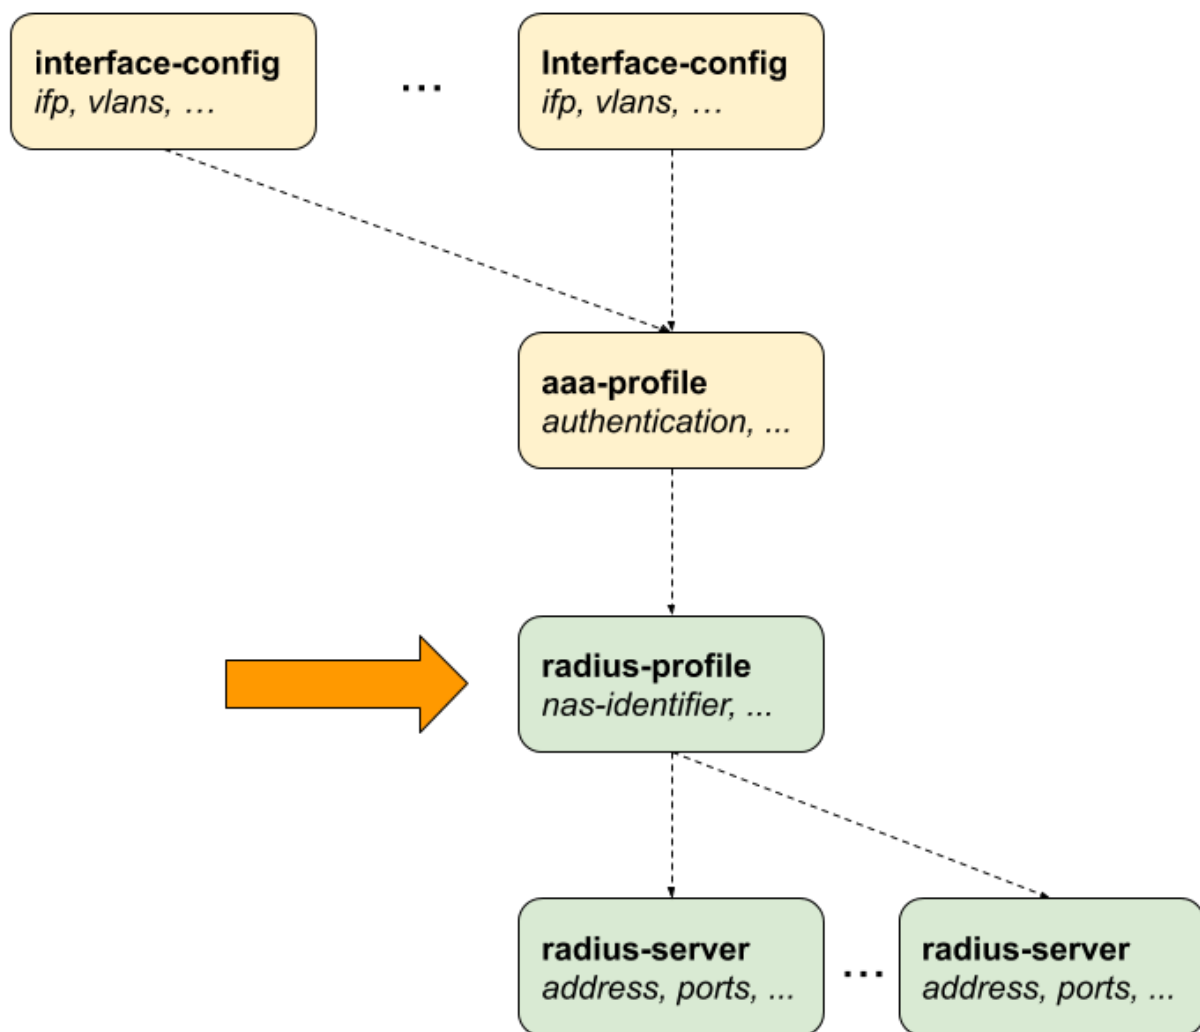 interface-config
ifp, vlans, …
...
Interface-config
ifp, vlans, …
aaa-profile
authentication, ...
radius-profile
nas-identifier, ...
radius-server
address, ports, ...
...
radius-server
address, ports, ...